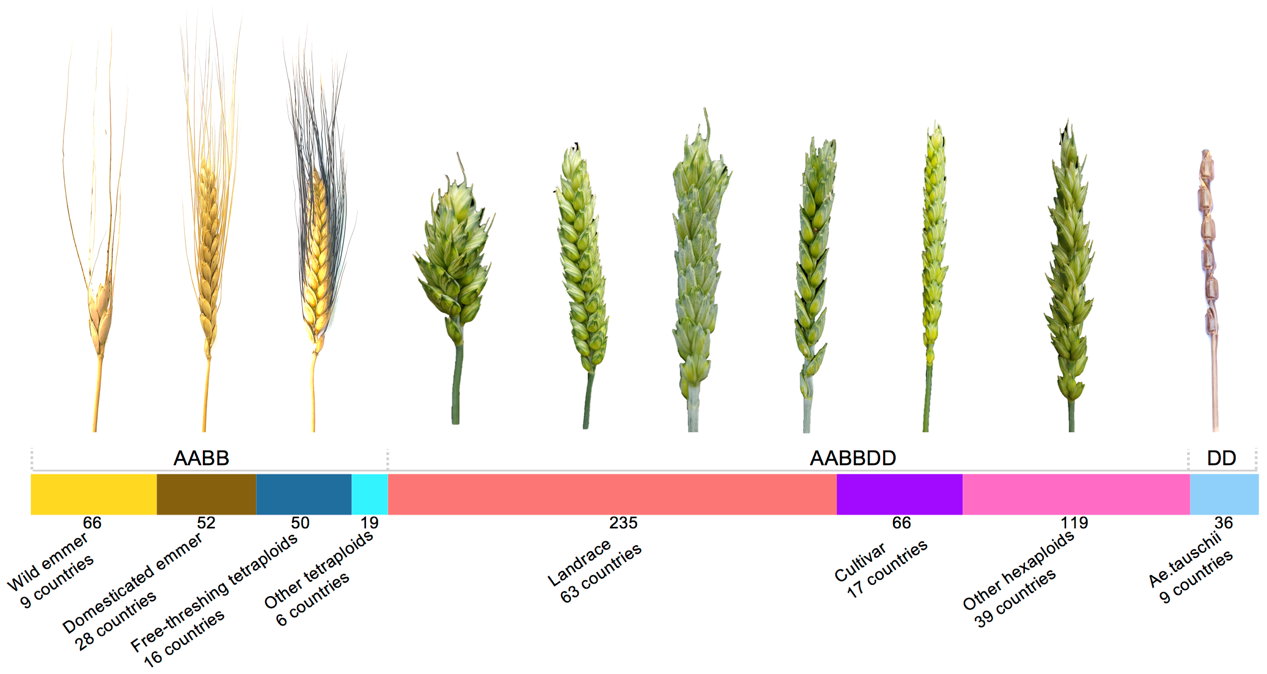 AABB
AABBDD
DD
66
52
50
19
235
66
119
36
Wild emmer
9 countries
Domesticated emmer
28 countries
Free-threshing tetraploids
16 countries
Other tetraploids
6 countries
Landrace
63 countries
Cultivar
17 countries
Other hexaploids
39 countries
Ae.tauschii
9 countries